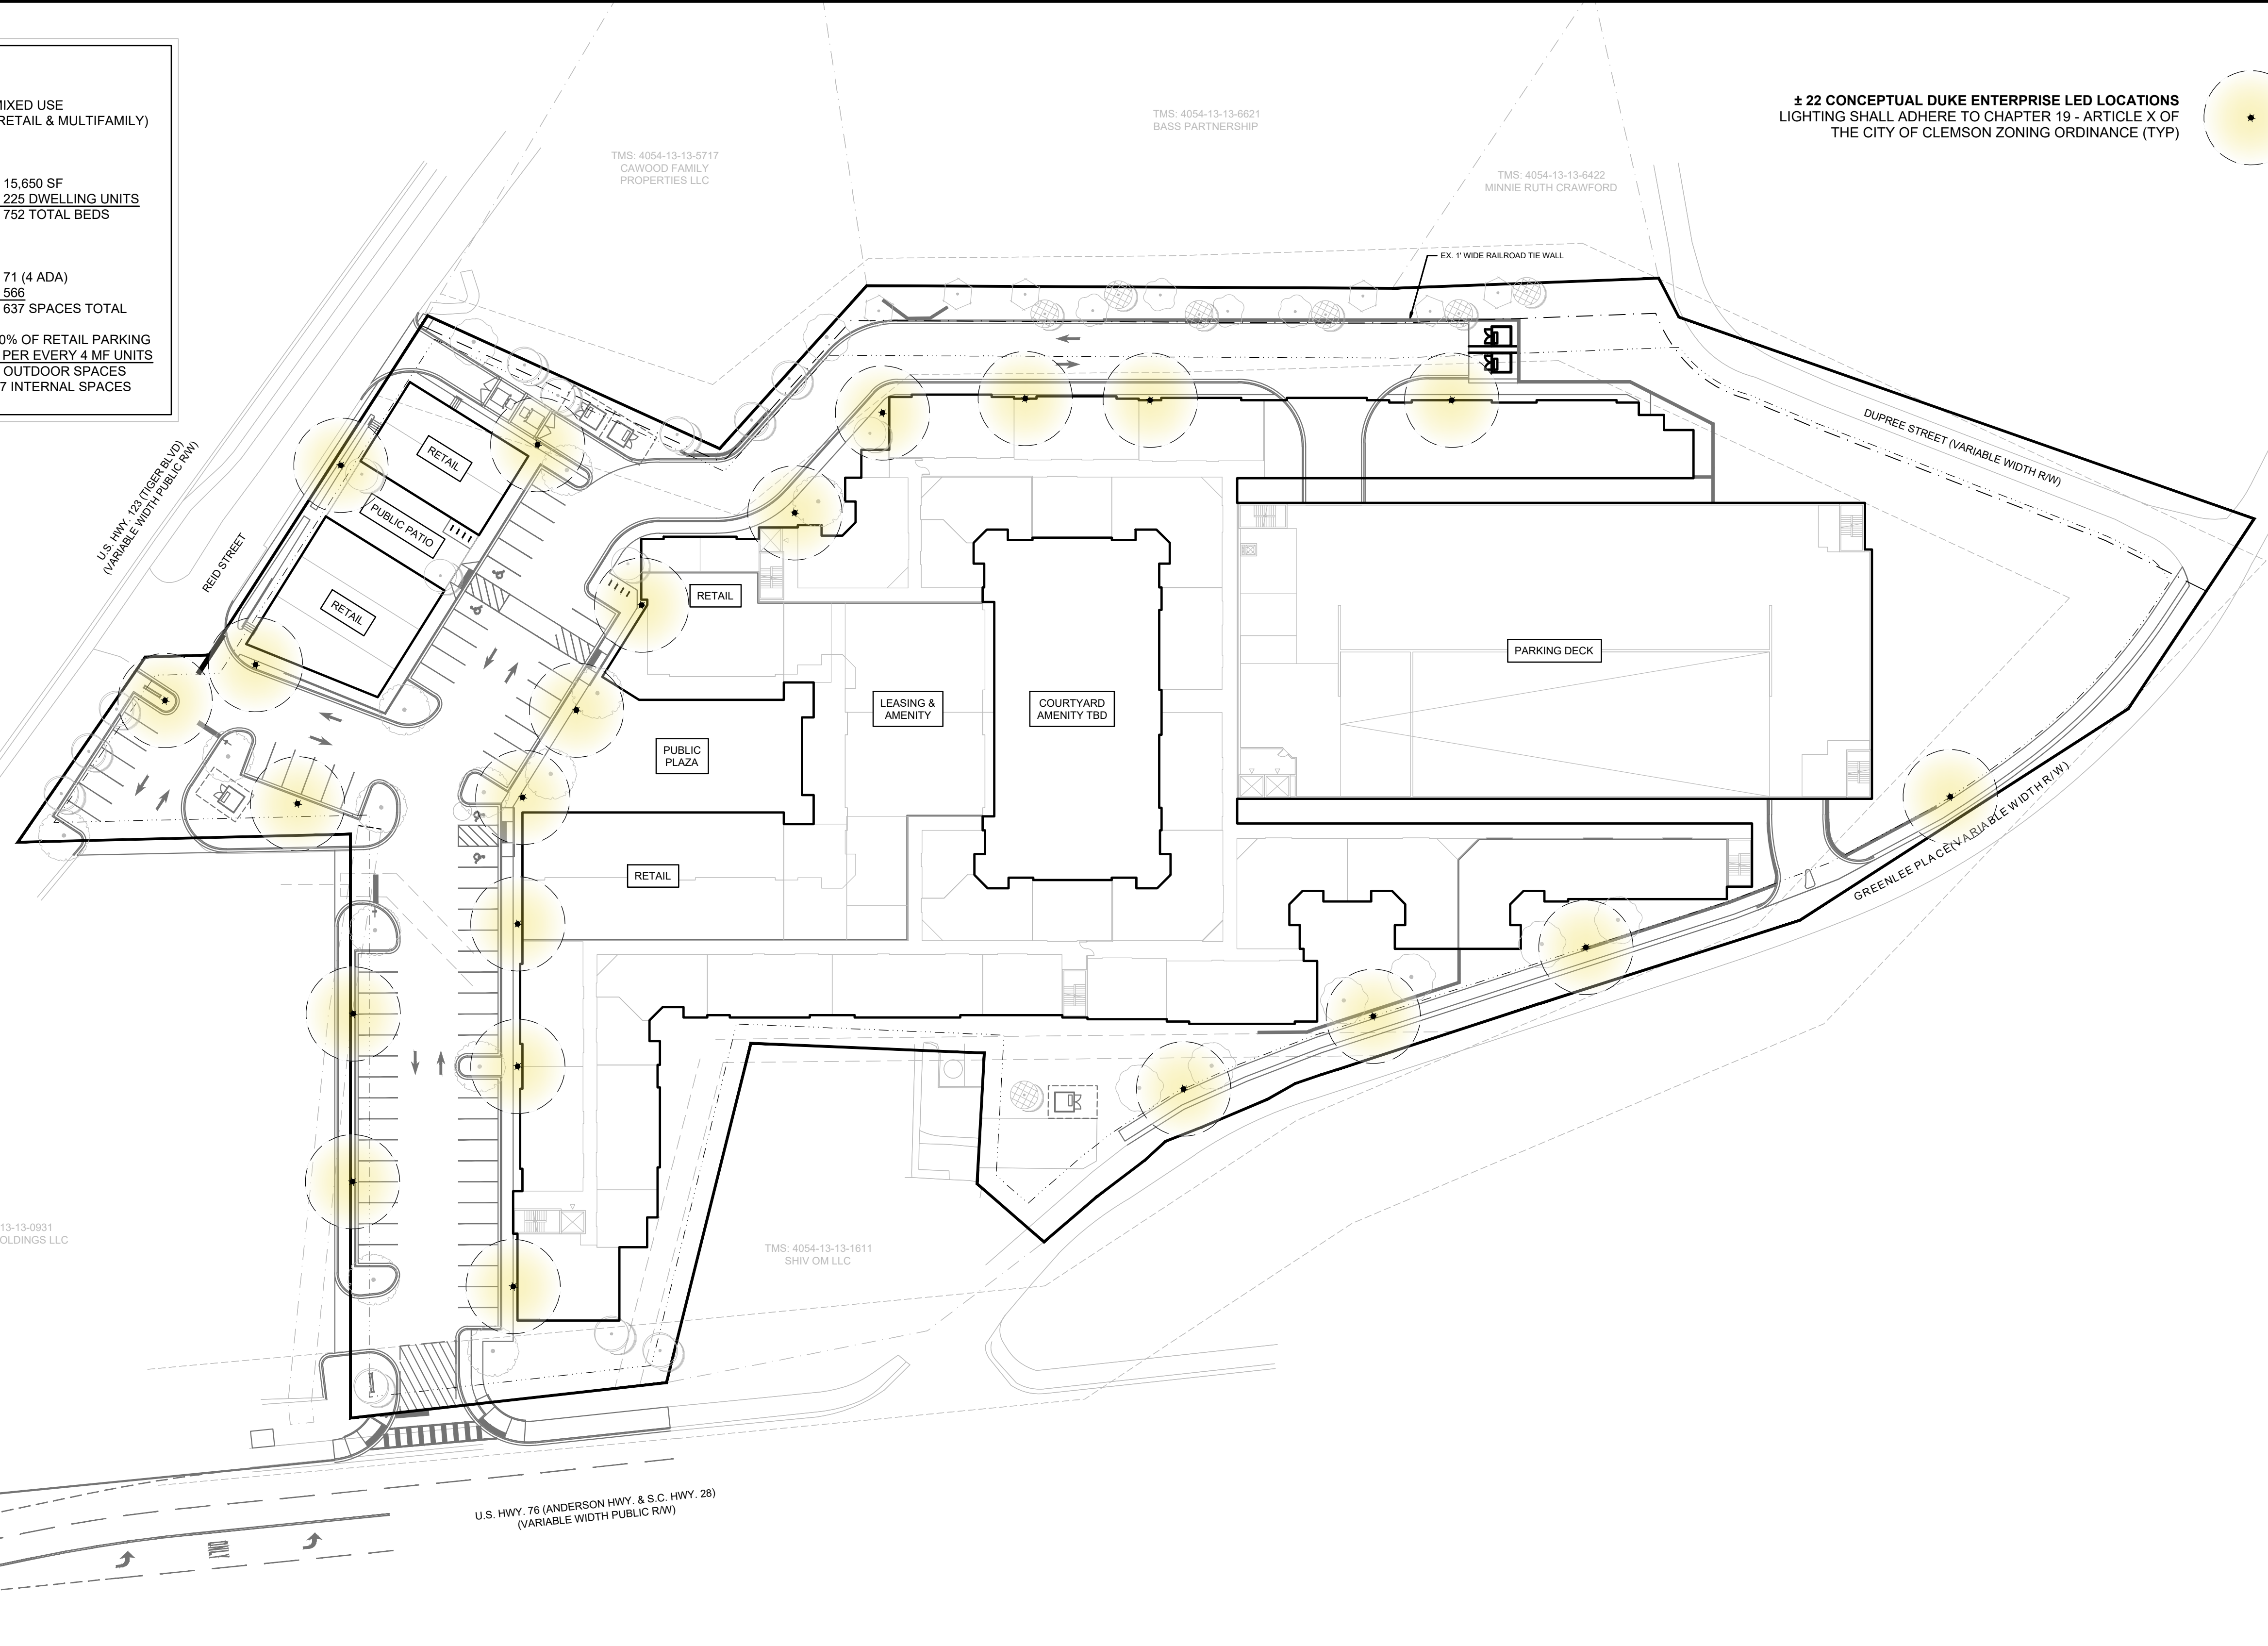 MIXED USE
RETAIL & MULTIFAMILY)
15,650 SF
225 DWELLING UNITS
752 TOTAL BEDS
71 (4 ADA)
566
637 SPACES TOTAL
0% OF RETAIL PARKING
PER EVERY 4 MF UNITS
OUTDOOR SPACES
7 INTERNAL SPACES
± 22 CONCEPTUAL DUKE ENTERPRISE LED LOCATIONS
LIGHTING SHALL ADHERE TO CHAPTER 19 - ARTICLE X OF
THE CITY OF CLEMSON ZONING ORDINANCE (TYP)
TMS: 4054-13-13-6621
BASS PARTNERSHIP
TMS: 4054-13-13-5717
CAWOOD FAMILY
PROPERTIES LLC
TMS: 4054-13-13-6422
MINNIE RUTH CRAWFORD
EX. 1' WIDE RAILROAD TIE WALL
DUPREE STREET (VARIABLE WIDTH R/W)
U.S. HWY. 123 (TIGER BLVD)
(VARIABLE WIDTH PUBLIC R/W)
REID STREET
RETAIL
PUBLIC PATIO
RETAIL
RETAIL
PARKING DECK
LEASING &
AMENITY
COURTYARD
AMENITY TBD
PUBLIC
PLAZA
RETAIL
GREENLEE PLACE(VARIABLE WIDTH R/W)
13-13-0931
OLDINGS LLC
TMS: 4054-13-13-1611
SHIV OM LLC
U.S. HWY. 76 (ANDERSON HWY. & S.C. HWY. 28)
(VARIABLE WIDTH PUBLIC R/W)
ONLY